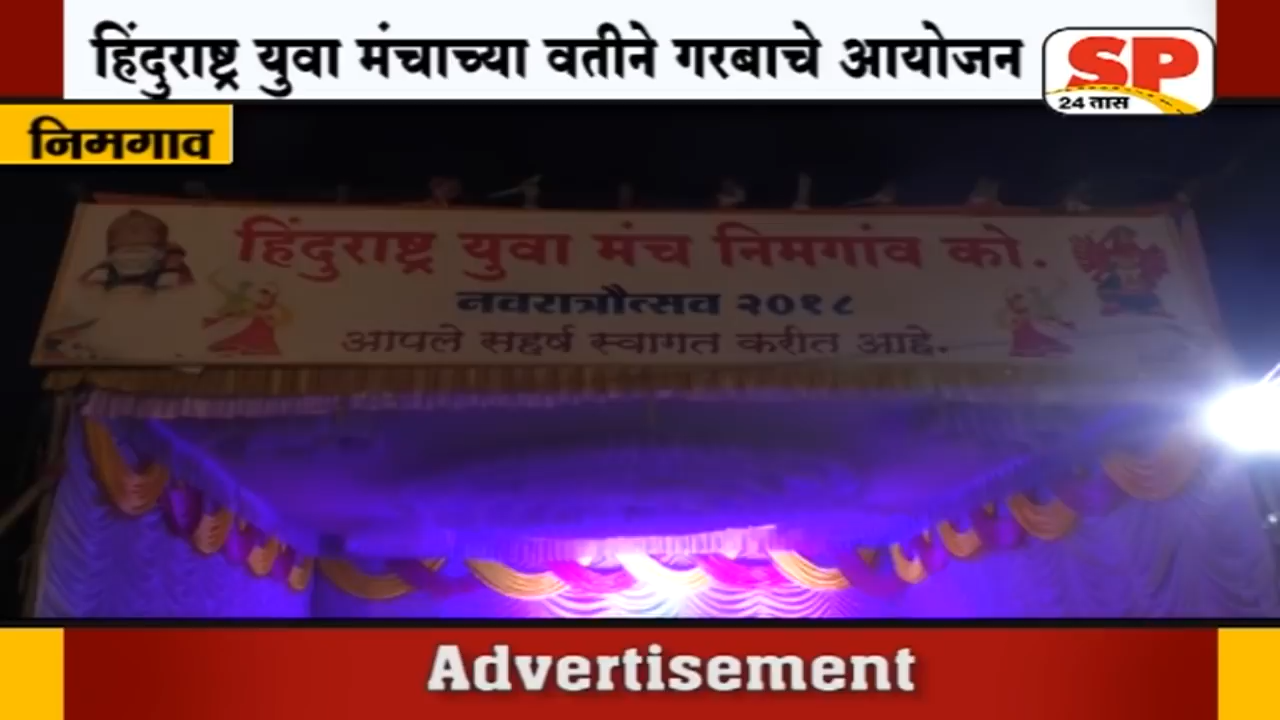 हिंदुराष्ट्र युवा मंचाच्या वतीने गरबाचे आयोजन
SP
24 तास
निमगाव
हिंदुराष्ट्र युवा मंच निमगांव को.
नवरात्रौत्सव २०१८
आपले सहर्ष स्वागत करीत आहे.
Advertisement